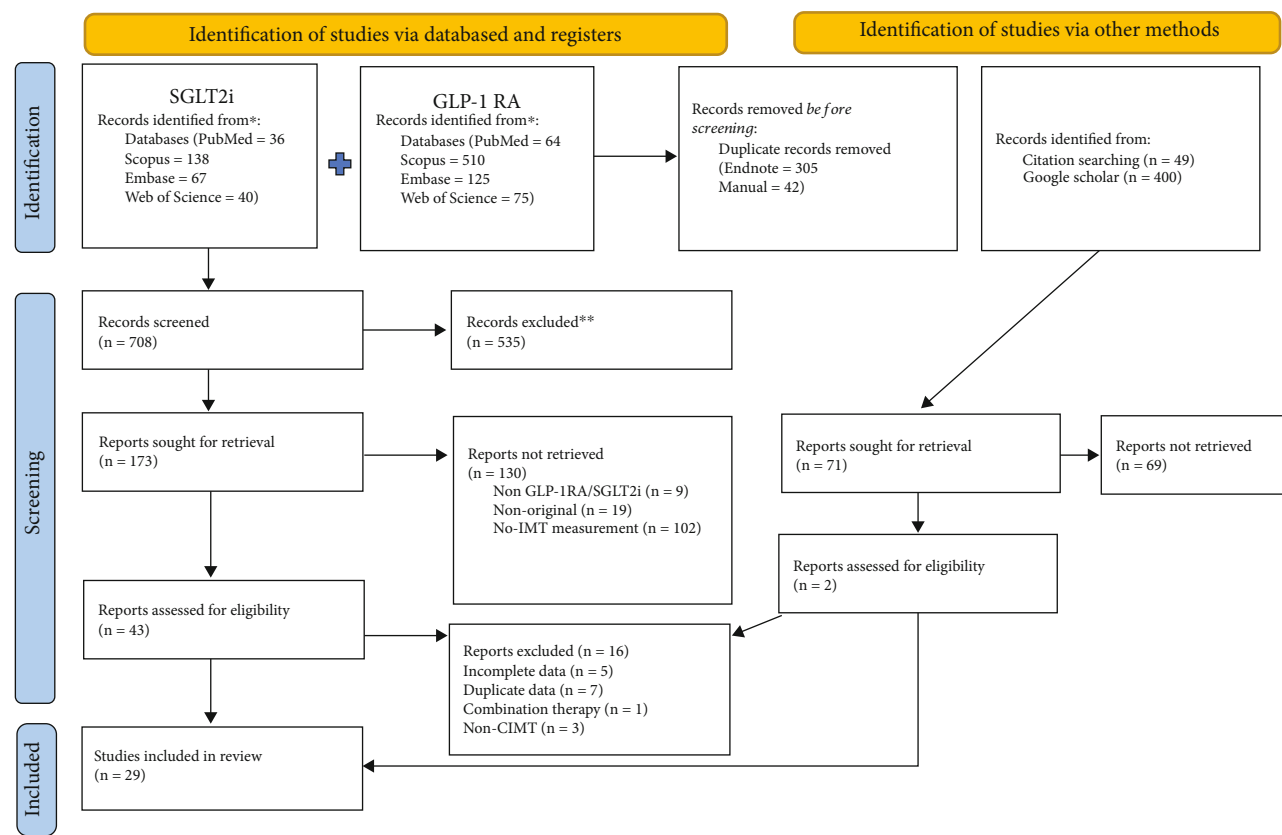 Identification of studies via databased and registers
Identification of studies via other methods
Identification
SGLT2i
Records identified from*:
Databases (PubMed = 36
Scopus = 138
Embase = 67
Web of Science = 40)
GLP-1 RA
Records identified from*:
Databases (PubMed = 64
Scopus = 510
Embase = 125
Web of Science = 75)
Records removed before
screening:
Duplicate records removed
(Endnote = 305
Manual = 42)
Records identified from:
Citation searching (n = 49)
Google scholar (n = 400)
Screening
Records screened
(n = 708)
Records excluded**
(n = 535)
Reports sought for retrieval
(n = 173)
Reports not retrieved
(n = 130)
Non GLP-1RA/SGLT2i (n = 9)
Non-original (n = 19)
No-IMT measurement (n = 102)
Reports sought for retrieval
(n = 71)
Reports not retrieved
(n = 69)
Reports assessed for eligibility
(n = 43)
Reports excluded (n = 16)
Incomplete data (n = 5)
Duplicate data (n = 7)
Combination therapy (n = 1)
Non-CIMT (n = 3)
Reports assessed for eligibility
(n = 2)
Included
Studies included in review
(n = 29)